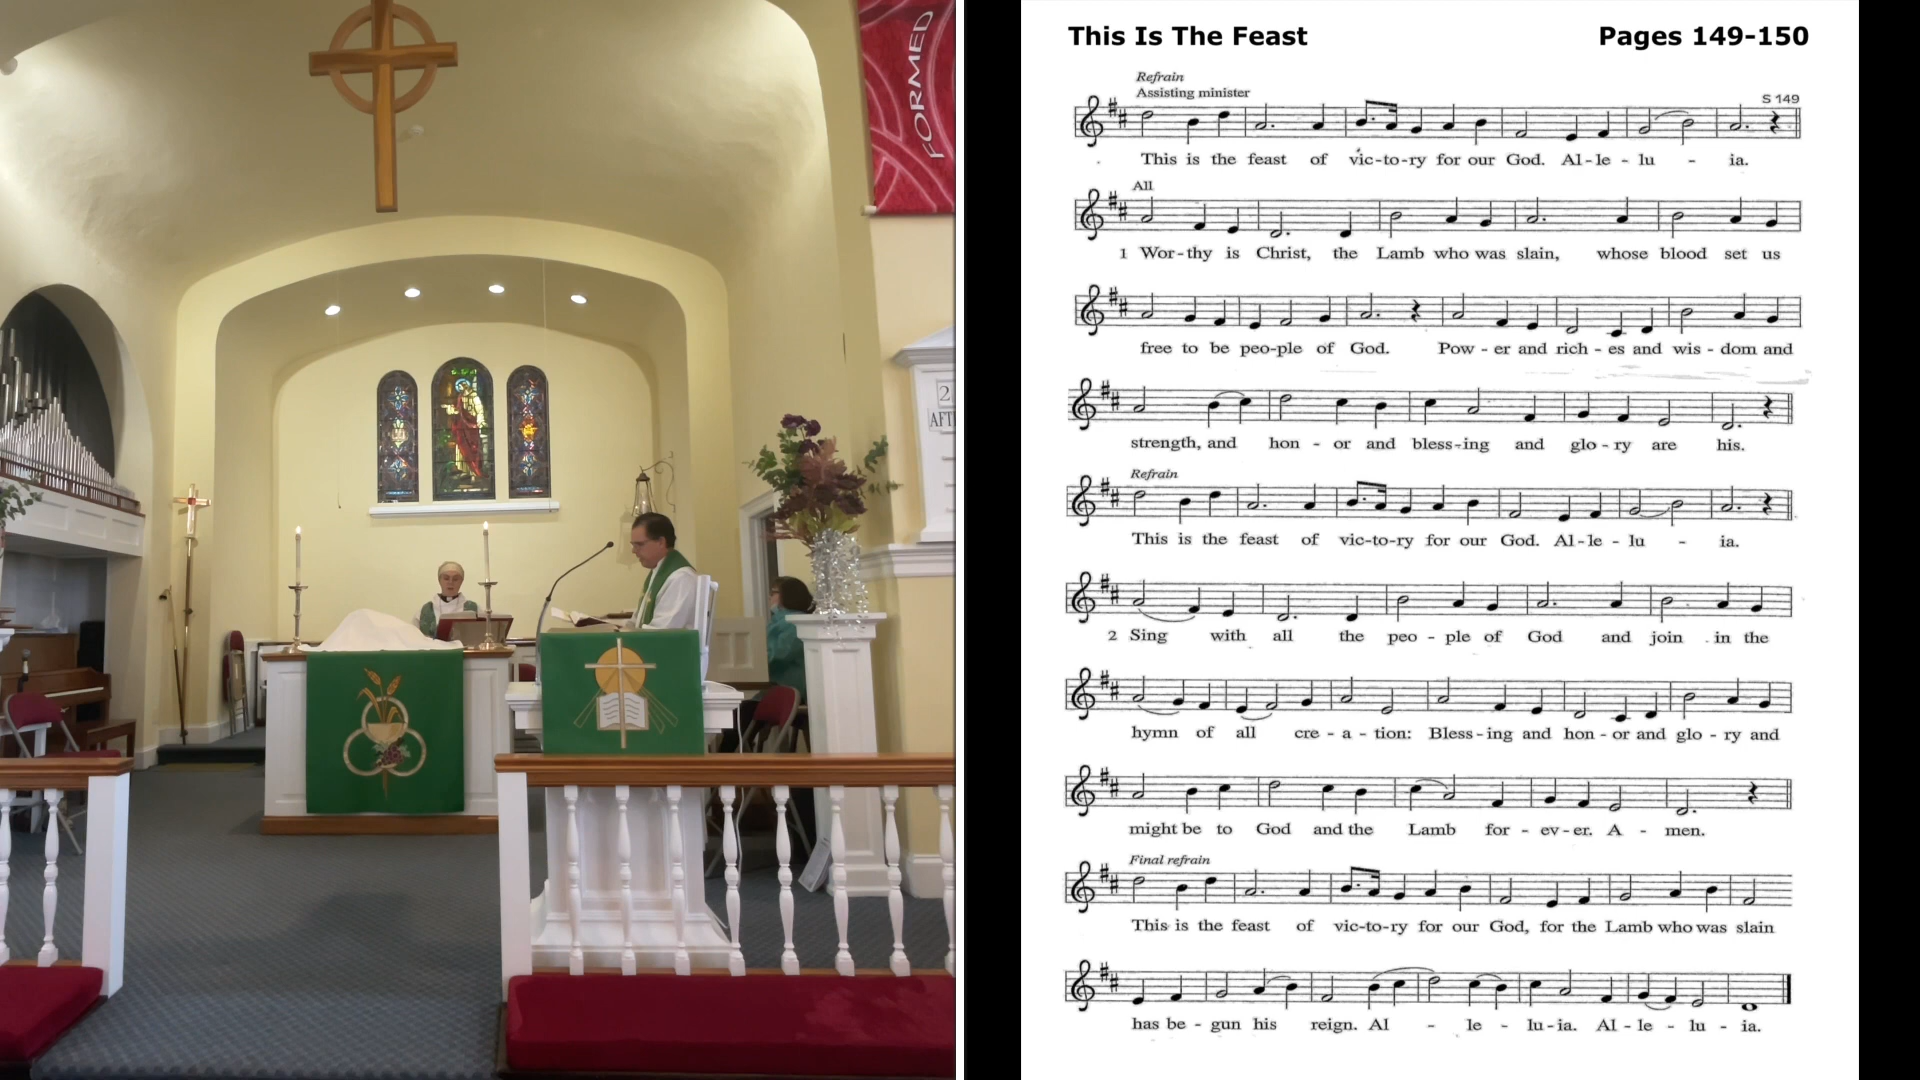 FORMED
2
AFT
This Is The Feast Pages 149-150
Refrain
Assisting minister
S 149
This is the feast of vic-to-ry for our God. Al-le - lu - ia.
All
1 Wor-thy is Christ, the Lamb who was slain, whose blood set us
free to be peo-ple of God. Pow - er and rich - es and wis - dom and
strength, and hon - or and bless-ing and glo - ry are his.
Refrain
This is the feast of vic-to-ry for our God. Al-le - lu - ia.
2 Sing with all the peo - ple of God and join in the
hymn of all cre - a - tion: Bless-ing and hon - or and glo - ry and
might be to God and the Lamb for - ev - er. A - men.
Final refrain
This is the feast of vic-to-ry for our God, for the Lamb who was slain
has be - gun his reign. Al - le - lu-ia. Al - le - lu - ia.